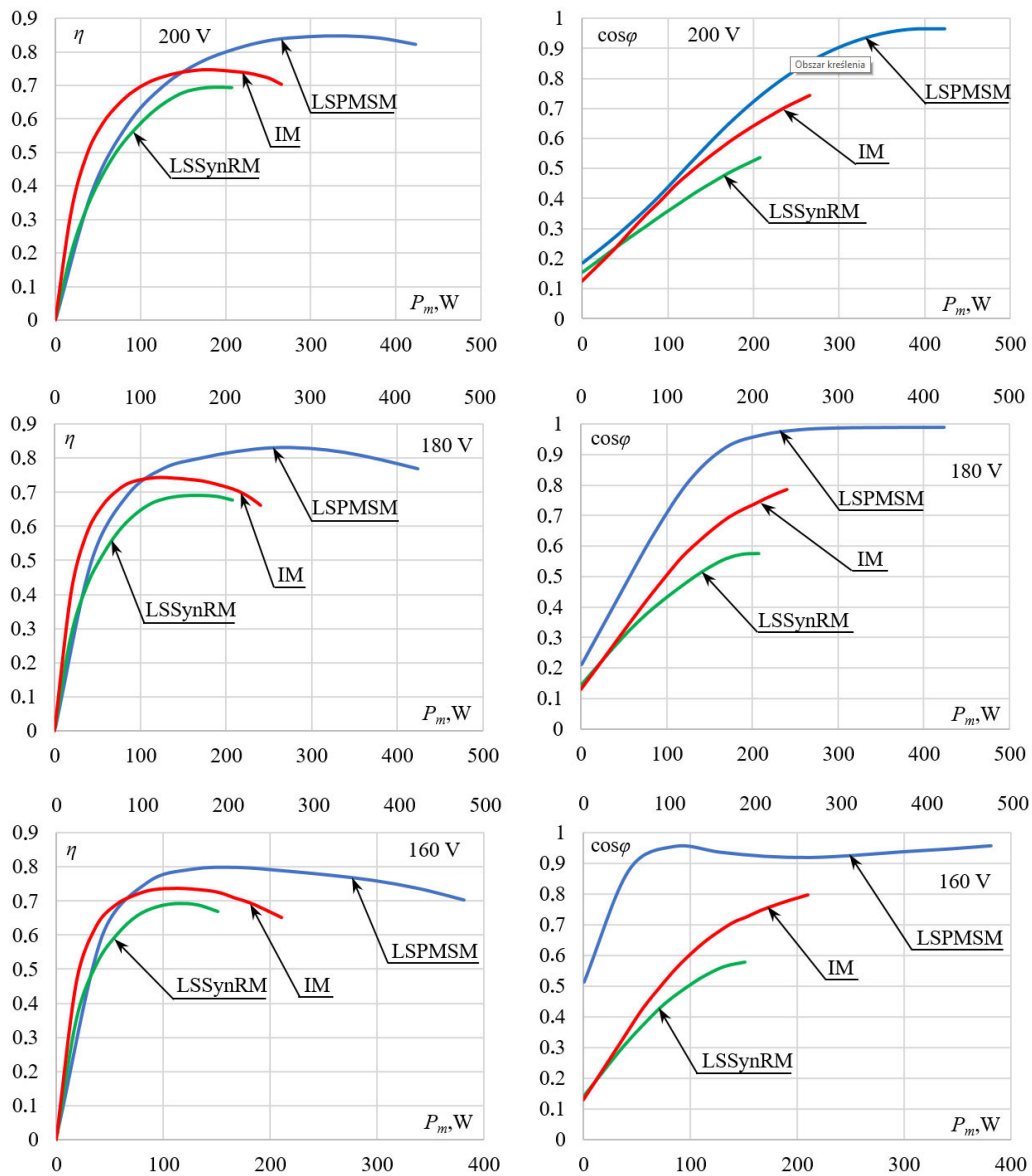 0.9
0.8
0.7
0.6
0.5
0.4
0.3
0.2
0.1
0
η
200 V
LSPMSM
IM
LSSynRM
Pm,W
0 100 200 300 400 500
1
0.9
0.8
0.7
0.6
0.5
0.4
0.3
0.2
0.1
0
cosφ
200 V
Obszar kreślenia
LSPMSM
IM
LSSynRM
Pm,W
0 100 200 300 400 500
0 100 200 300 400 500
0.9
0.8
0.7
0.6
0.5
0.4
0.3
0.2
0.1
0
η
180 V
LSPMSM
IM
LSSynRM
Pm,W
0 100 200 300 400 500
0 100 200 300 400 500
1
0.9
0.8
0.7
0.6
0.5
0.4
0.3
0.2
0.1
0
cosφ
180 V
LSPMSM
IM
LSSynRM
Pm,W
0 100 200 300 400 500
0 100 200 300 400 500
0.9
0.8
0.7
0.6
0.5
0.4
0.3
0.2
0.1
0
η
160 V
LSPMSM
LSSynRM
IM
Pm,W
0 100 200 300 400
0 100 200 300 400 500
1
0.9
0.8
0.7
0.6
0.5
0.4
0.3
0.2
0.1
0
cosφ
160 V
LSPMSM
IM
LSSynRM
Pm,W
0 100 200 300 400